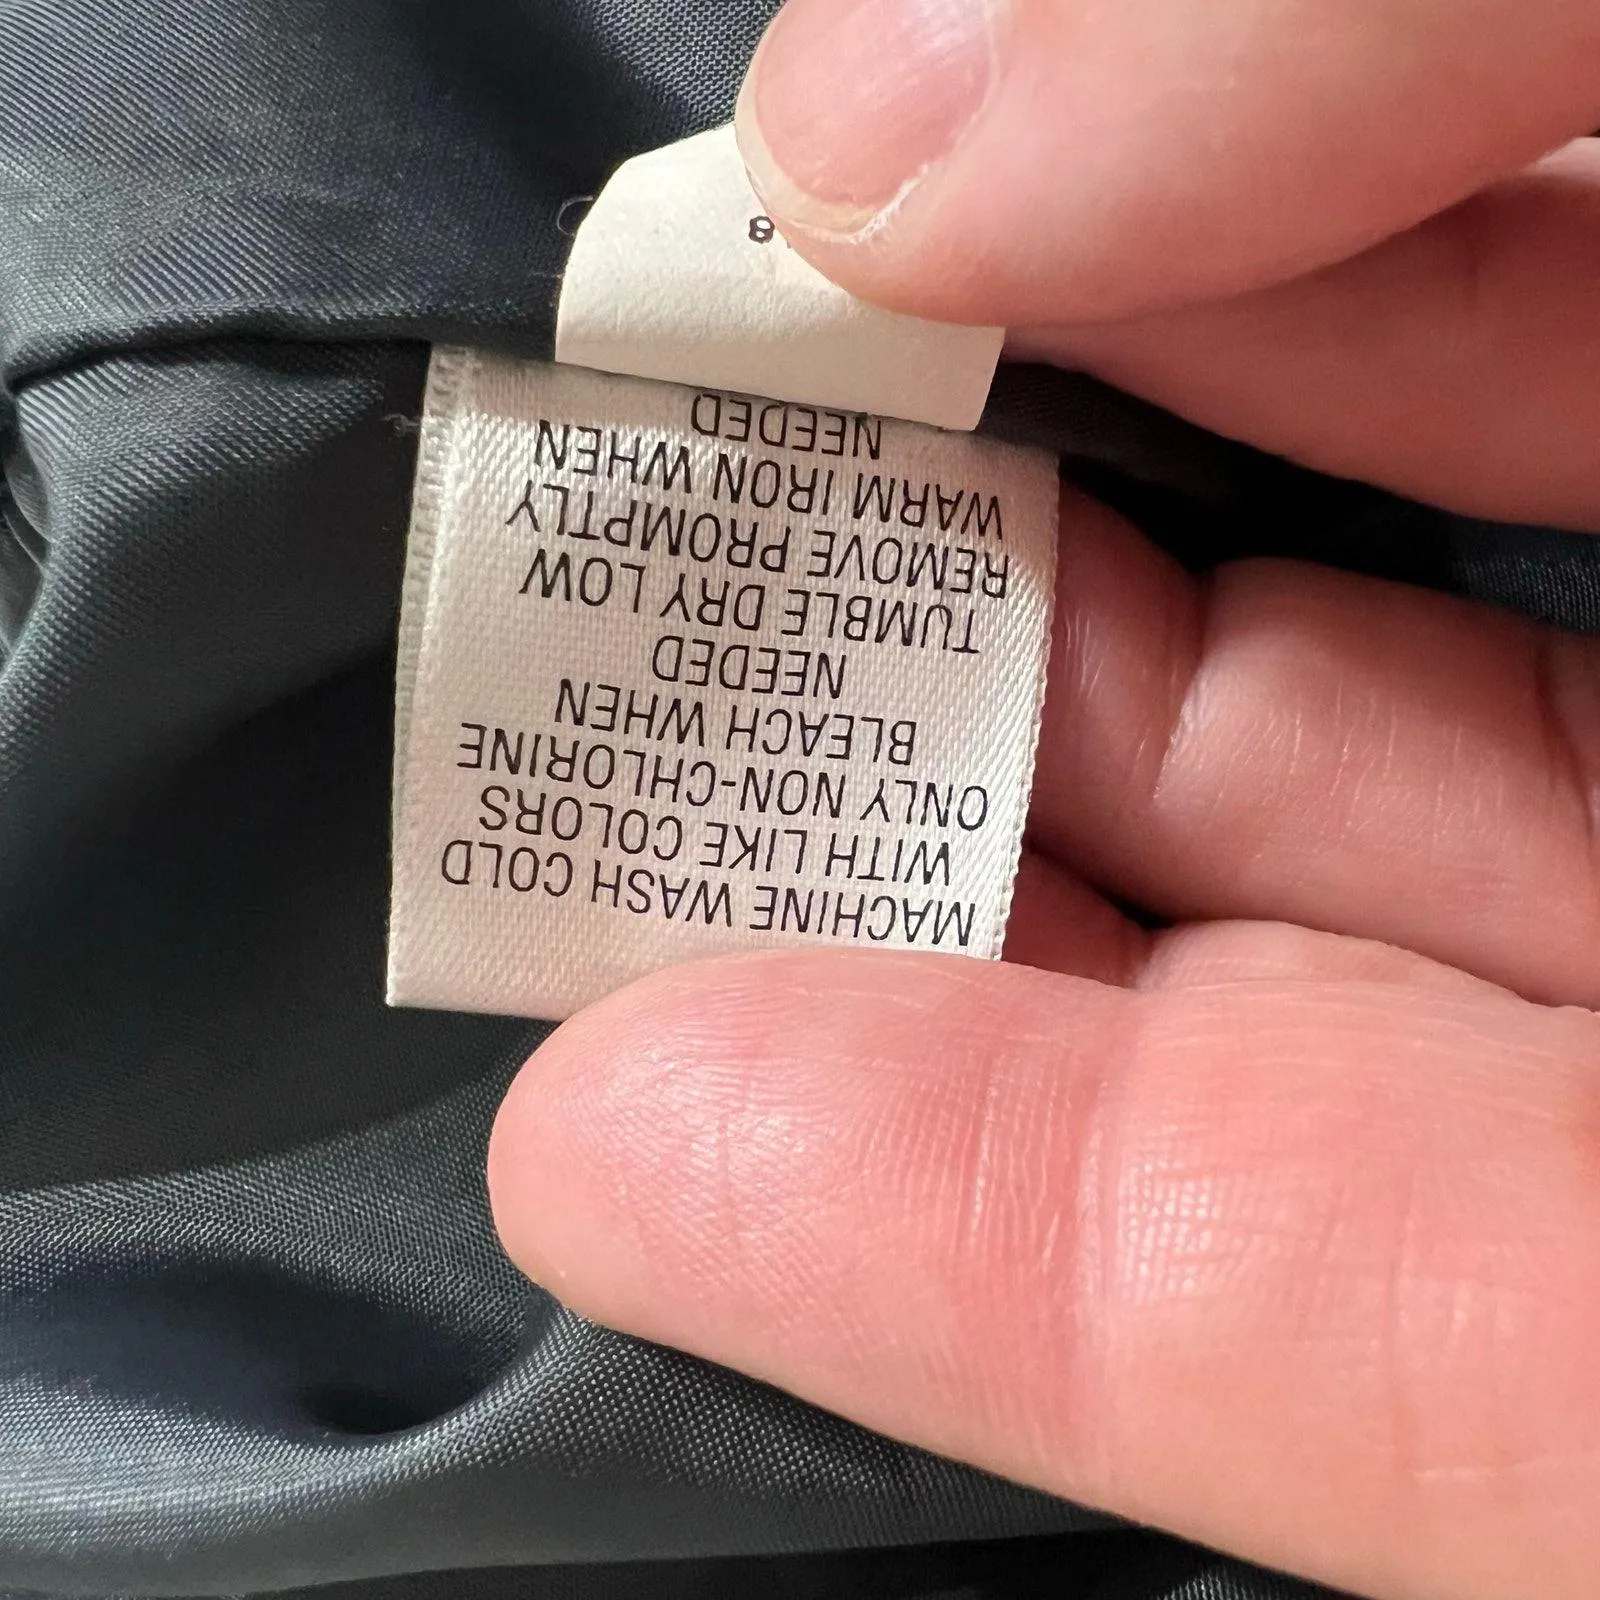 MACHINE WASH COLD
WITH LIKE COLORS
ONLY NON-CHLORINE
BLEACH WHEN
NEEDED
TUMBLE DRY LOW
REMOVE PROMPTLY
WARM IRON WHEN
NEEDED
8